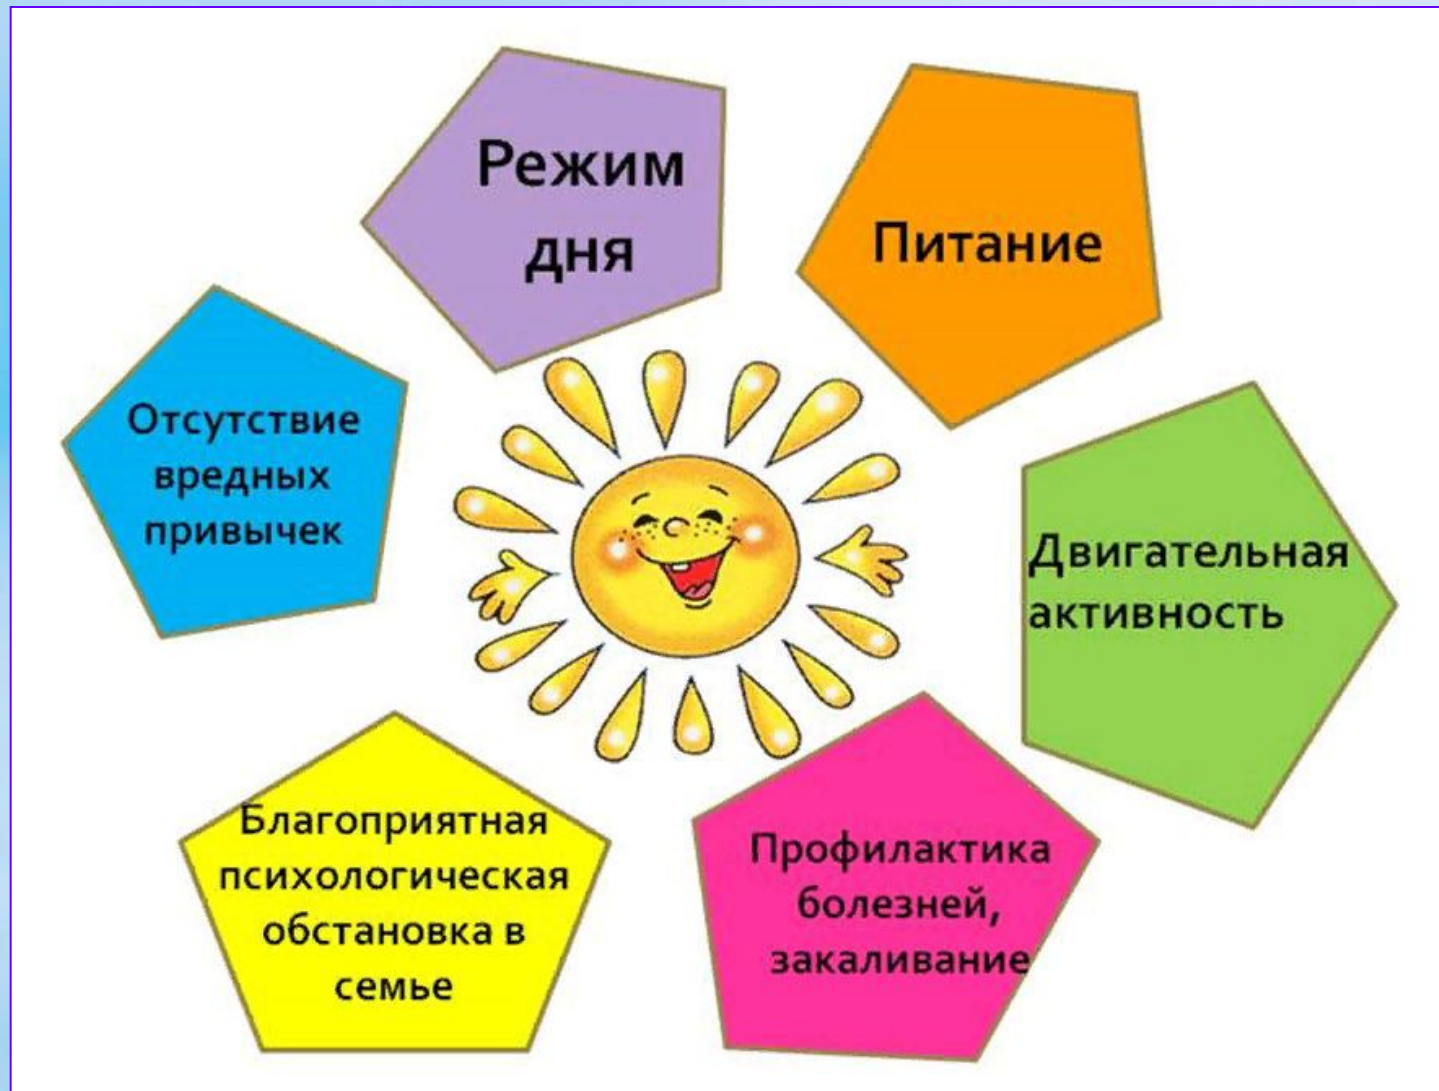 Режим
дня
Питание
Отсутствие
вредных
привычек
Двигательная
активность
Благоприятная
психологическая
обстановка в
семье
Профилактика
болезней,
закаливание